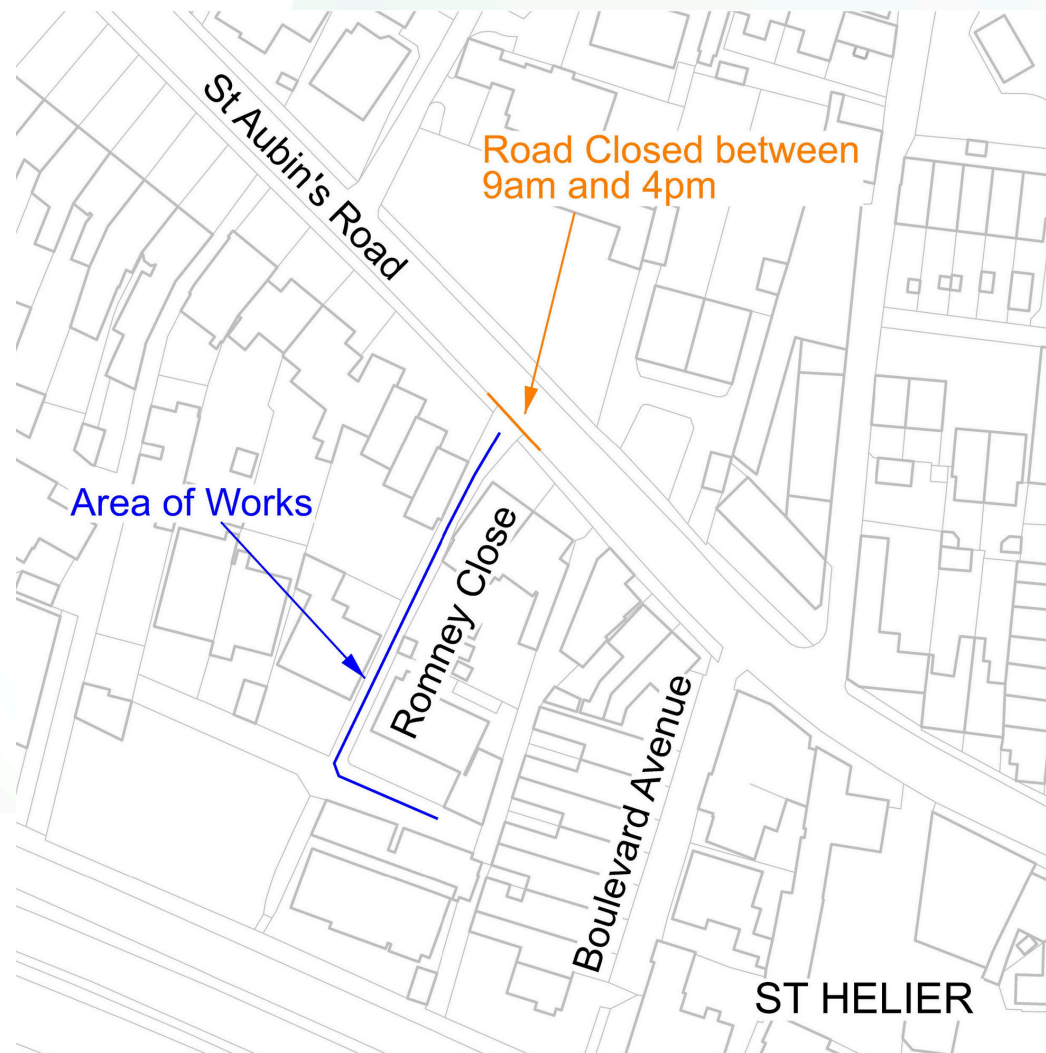 St Aubin's Road
Road Closed between
9am and 4pm
Area of Works
Romney Close
Boulevard Avenue
ST HELIER